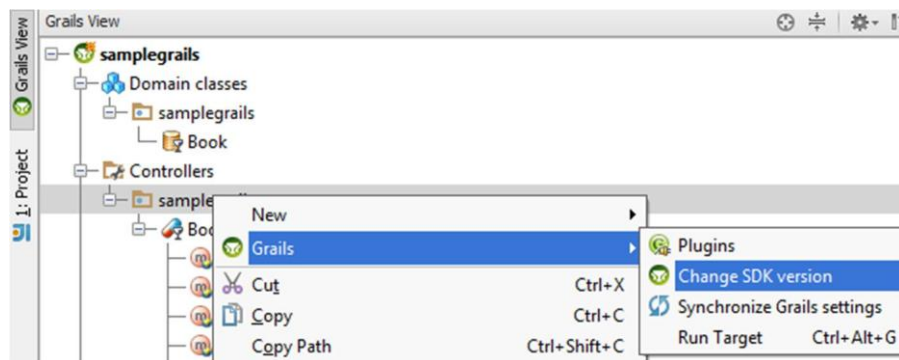 Grails View
Grails View
1: Project
samplegrails
Domain classes
samplegrails
Book
Controllers
New
Grails
Cut Ctrl+X
Copy Ctrl+C
Copy Path Ctrl+Shift+C
Plugins
Change SDK version
Synchronize Grails settings
Run Target Ctrl+Alt+G